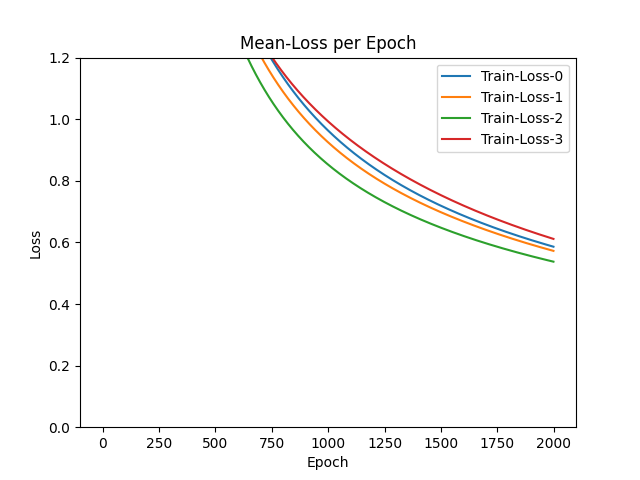 Mean-Loss per Epoch
1.2
1.0
0.8
0.6
0.4
0.2
0.0
Loss
Train-Loss-0
Train-Loss-1
Train-Loss-2
Train-Loss-3
0 250 500 750 1000 1250 1500 1750 2000
Epoch